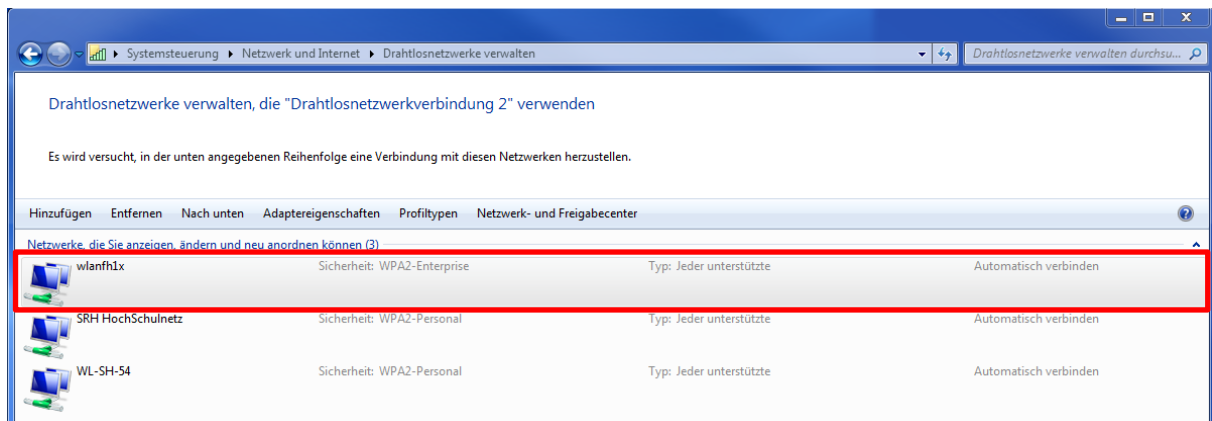 Systemsteuerung Netzwerk und Internet Drahtlosnetzwerke verwalten Drahtlosnetzwerke verwalten durchsu...
Drahtlosnetzwerke verwalten, die "Drahtlosnetzwerkverbindung 2" verwenden
Es wird versucht, in der unten angegebenen Reihenfolge eine Verbindung mit diesen Netzwerken herzustellen.
Hinzufügen Entfernen Nach unten Adaptereigenschaften Profiltypen Netzwerk- und Freigabecenter
Netzwerke, die Sie anzeigen, ändern und neu anordnen können (3)
wlanfh1x Sicherheit: WPA2-Enterprise Typ: Jeder unterstützte Automatisch verbinden
SRH HochSchulnetz Sicherheit: WPA2-Personal Typ: Jeder unterstützte Automatisch verbinden
WL-SH-54 Sicherheit: WPA2-Personal Typ: Jeder unterstützte Automatisch verbinden